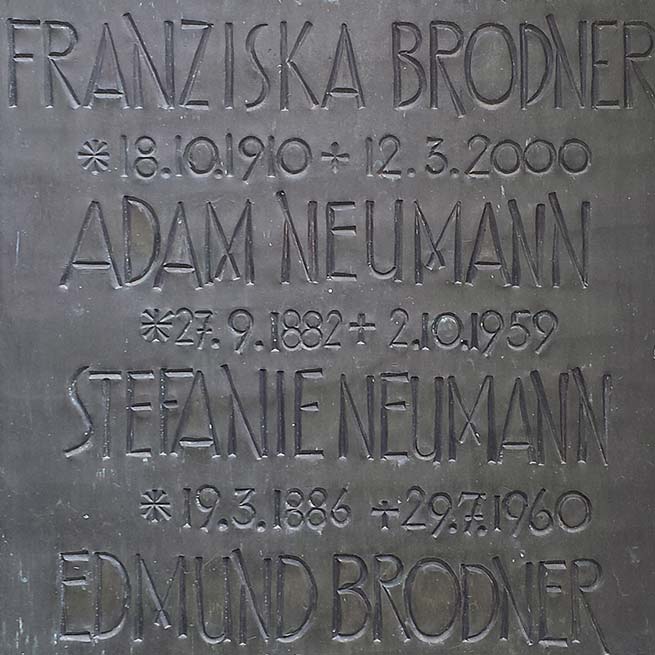 FRANZISKA BRODNER
* 18.10.1910 + 12.3.2000
ADAM NEUMANN
* 27.9.1882 + 2.10.1959
STEFANIE NEUMANN
* 19.3.1886 + 29.7.1960
EDMUND BRODNER